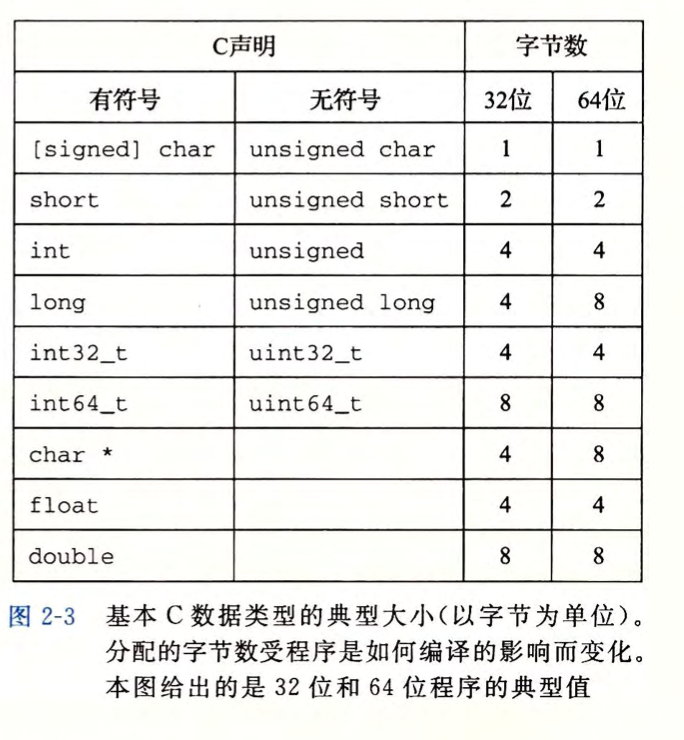 C声明 字节数
有符号 无符号 32位 64位
[signed] char unsigned char 1 1
short unsigned short 2 2
int unsigned 4 4
long unsigned long 4 8
int32_t uint32_t 4 4
int64_t uint64_t 8 8
char * 4 8
float 4 4
double 8 8
图 2-3 基本 C 数据类型的典型大小(以字节为单位)。
分配的字节数受程序是如何编译的影响而变化。
本图给出的是 32 位和 64 位程序的典型值